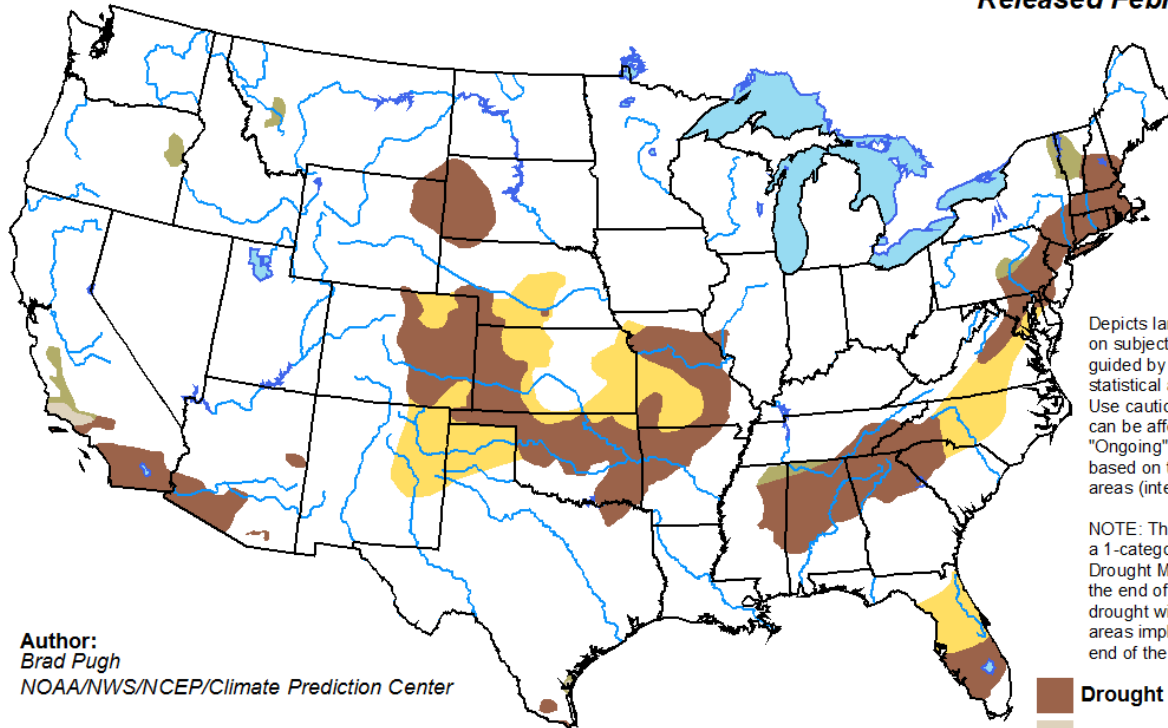 Released Febr
Depicts lar
on subject
guided by
statistical a
Use cautio
can be affe
"Ongoing"
based on t
areas (inte
NOTE: The
a 1-catego
Drought M
the end of
drought wi
areas impl
end of the
Author:
Brad Pugh
NOAA/NWS/NCEP/Climate Prediction Center
Drought